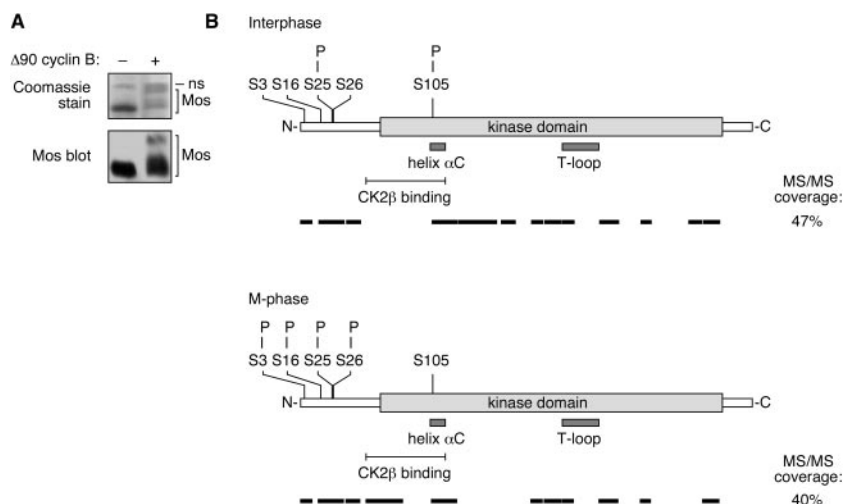 A
Δ90 cyclin B: – +
Coomassie stain
ns
Mos
Mos blot
Mos
B
Interphase
P P
S3 S16 S25 S26 S105
N- kinase domain -C
helix αC T-loop
CK2β binding
MS/MS coverage:
47%
M-phase
P P P P
S3 S16 S25 S26 S105
N- kinase domain -C
helix αC T-loop
CK2β binding
MS/MS coverage:
40%